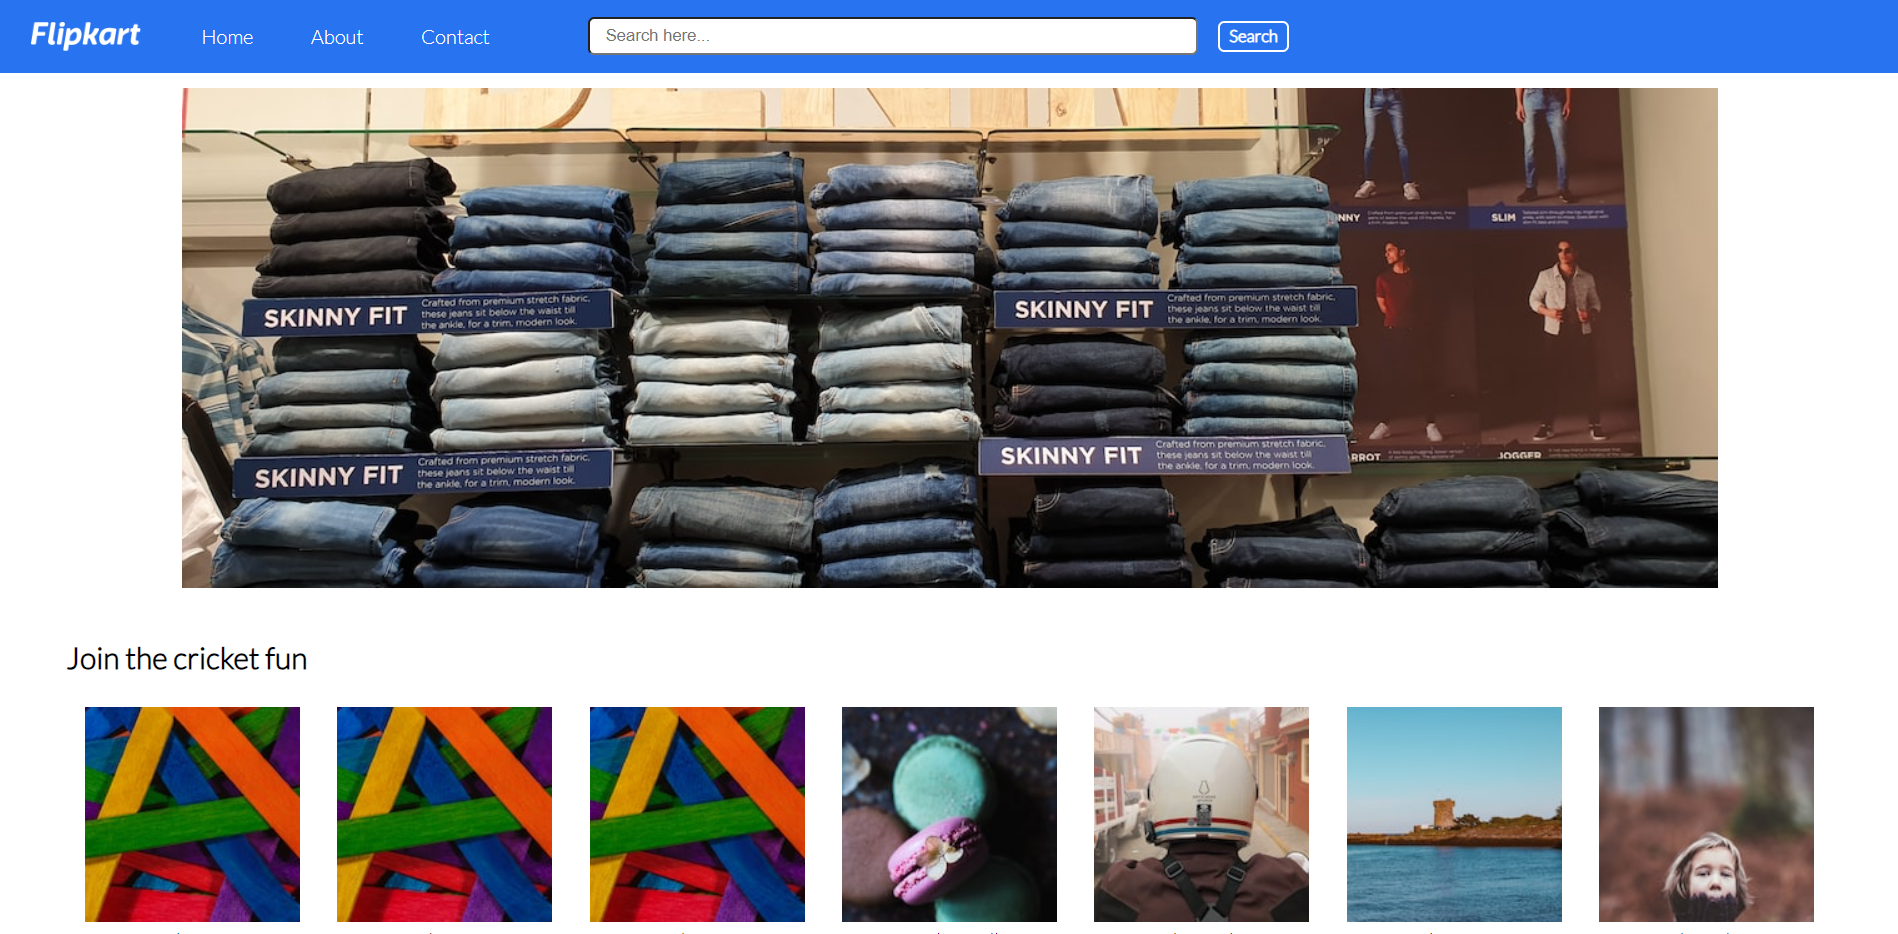 Flipkart
Home
About
Contact
Search here...
Search
SKINNY FIT
Crafted from premium stretch fabric,
these jeans sit below the waist till
the ankle, for a trim, modern look.
SKINNY FIT
Crafted from premium stretch fabric,
these jeans sit below the waist till
the ankle, for a trim, modern look.
SLIM
SKINNY FIT
Crafted from premium stretch fabric,
these jeans sit below the waist till
the ankle, for a trim, modern look.
SKINNY FIT
Crafted from premium stretch fabric,
these jeans sit below the waist till
the ankle, for a trim, modern look.
JOGGER
Join the cricket fun